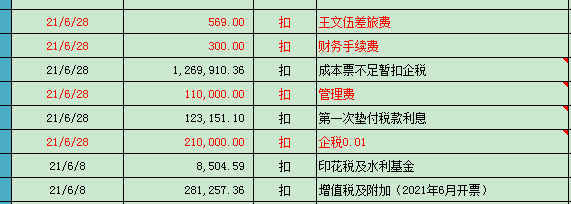 21/6/28 569.00 扣 王文伍差旅费
21/6/28 300.00 扣 财务手续费
21/6/28 1,269,910.36 扣 成本票不足暂扣企税
21/6/28 110,000.00 扣 管理费
21/6/28 123,151.10 扣 第一次垫付税款利息
21/6/28 210,000.00 扣 企税0.01
21/6/8 8,504.59 扣 印花税及水利基金
21/6/8 281,257.36 扣 增值税及附加（2021年6月开票）